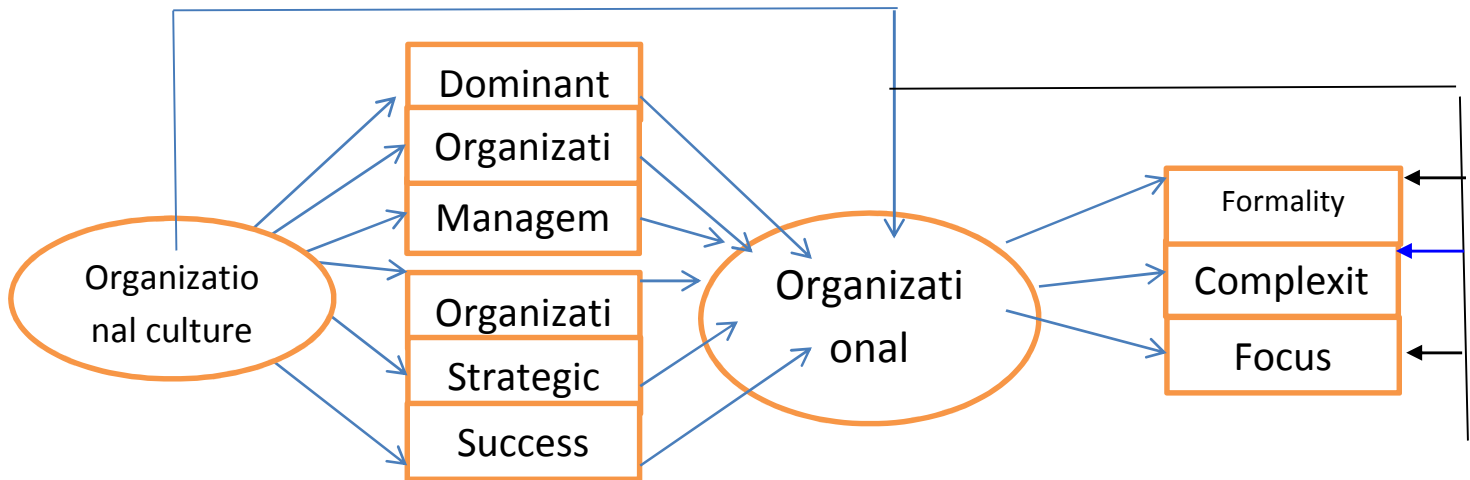 Organizatio
nal culture
Dominant
Organizati
Managem
Organizati
Strategic
Success
Organizati
onal
Formality
Complexit
Focus